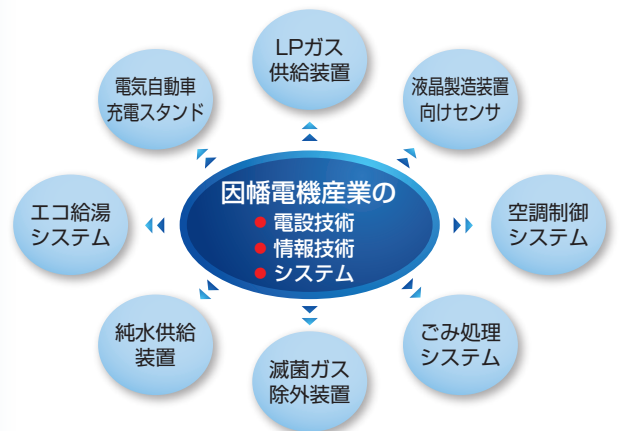 LPガス
供給装置
電気自動車
充電スタンド
液晶製造装置
向けセンサ
因幡電機産業の
● 電設技術
● 情報技術
● システム
エコ給湯
システム
空調制御
システム
純水供給
装置
ごみ処理
システム
滅菌ガス
除外装置